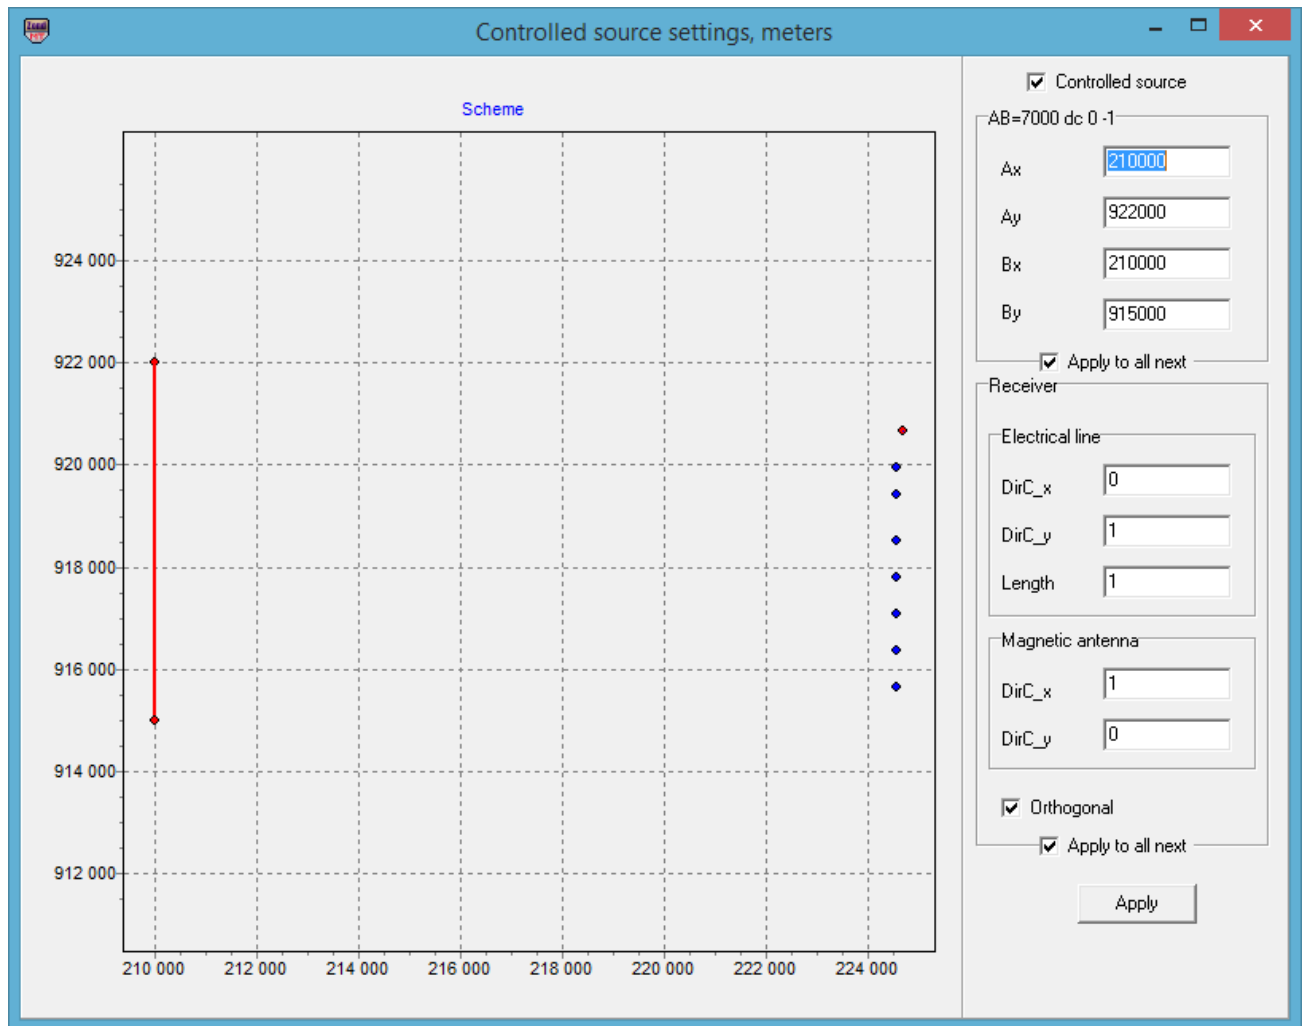 Controlled source settings, meters
Scheme
924 000
922 000
920 000
918 000
916 000
914 000
912 000
210 000 212 000 214 000 216 000 218 000 220 000 222 000 224 000
Controlled source
AB=7000 dc 0 -1
Ax 210000
Ay 922000
Bx 210000
By 915000
Apply to all next
Receiver
Electrical line
DirC_x 0
DirC_y 1
Length 1
Magnetic antenna
DirC_x 1
DirC_y 0
Orthogonal
Apply to all next
Apply